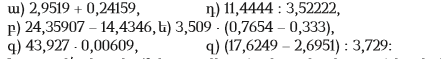 ա) 2,9519 + 0,24159, դ) 11,4444 : 3,52222,
բ) 24,35907 – 14,4346, ե) 3,509 · (0,7654 – 0,333),
գ) 43,927 · 0,00609, զ) (17,6249 – 2,6951) : 3,729: